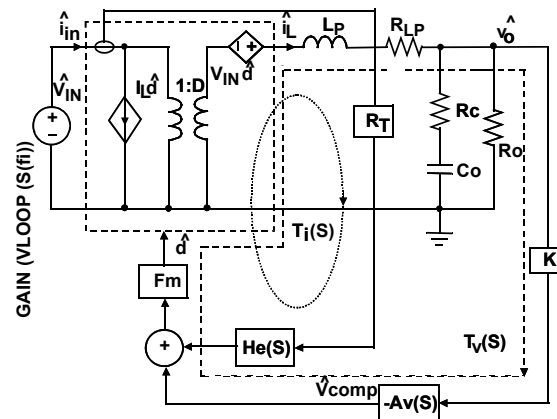 î_in
î_L
L_P
R_LP
v̂_o
+
V̂_IN
I_L d̂
1:D
V_IN d̂
+
−
R_T
Rc
Ro
Co
GAIN (VLOOP (S(fi))
T_i(S)
d̂
Fm
K
+
He(S)
T_v(S)
V̂comp
-Av(S)